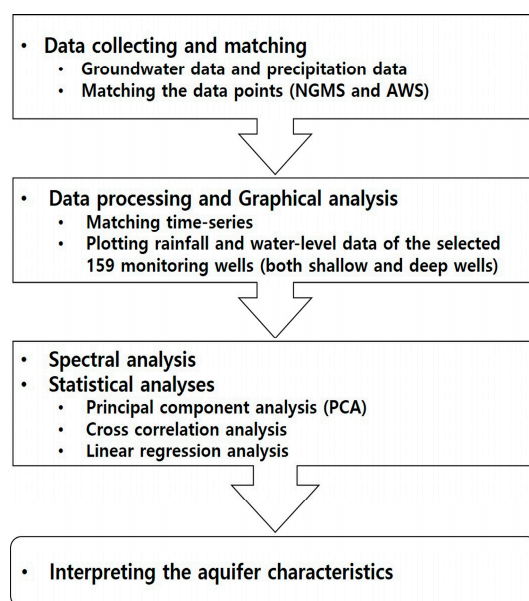 • Data collecting and matching
• Groundwater data and precipitation data
• Matching the data points (NGMS and AWS)
• Data processing and Graphical analysis
• Matching time-series
• Plotting rainfall and water-level data of the selected
159 monitoring wells (both shallow and deep wells)
• Spectral analysis
• Statistical analyses
• Principal component analysis (PCA)
• Cross correlation analysis
• Linear regression analysis
• Interpreting the aquifer characteristics